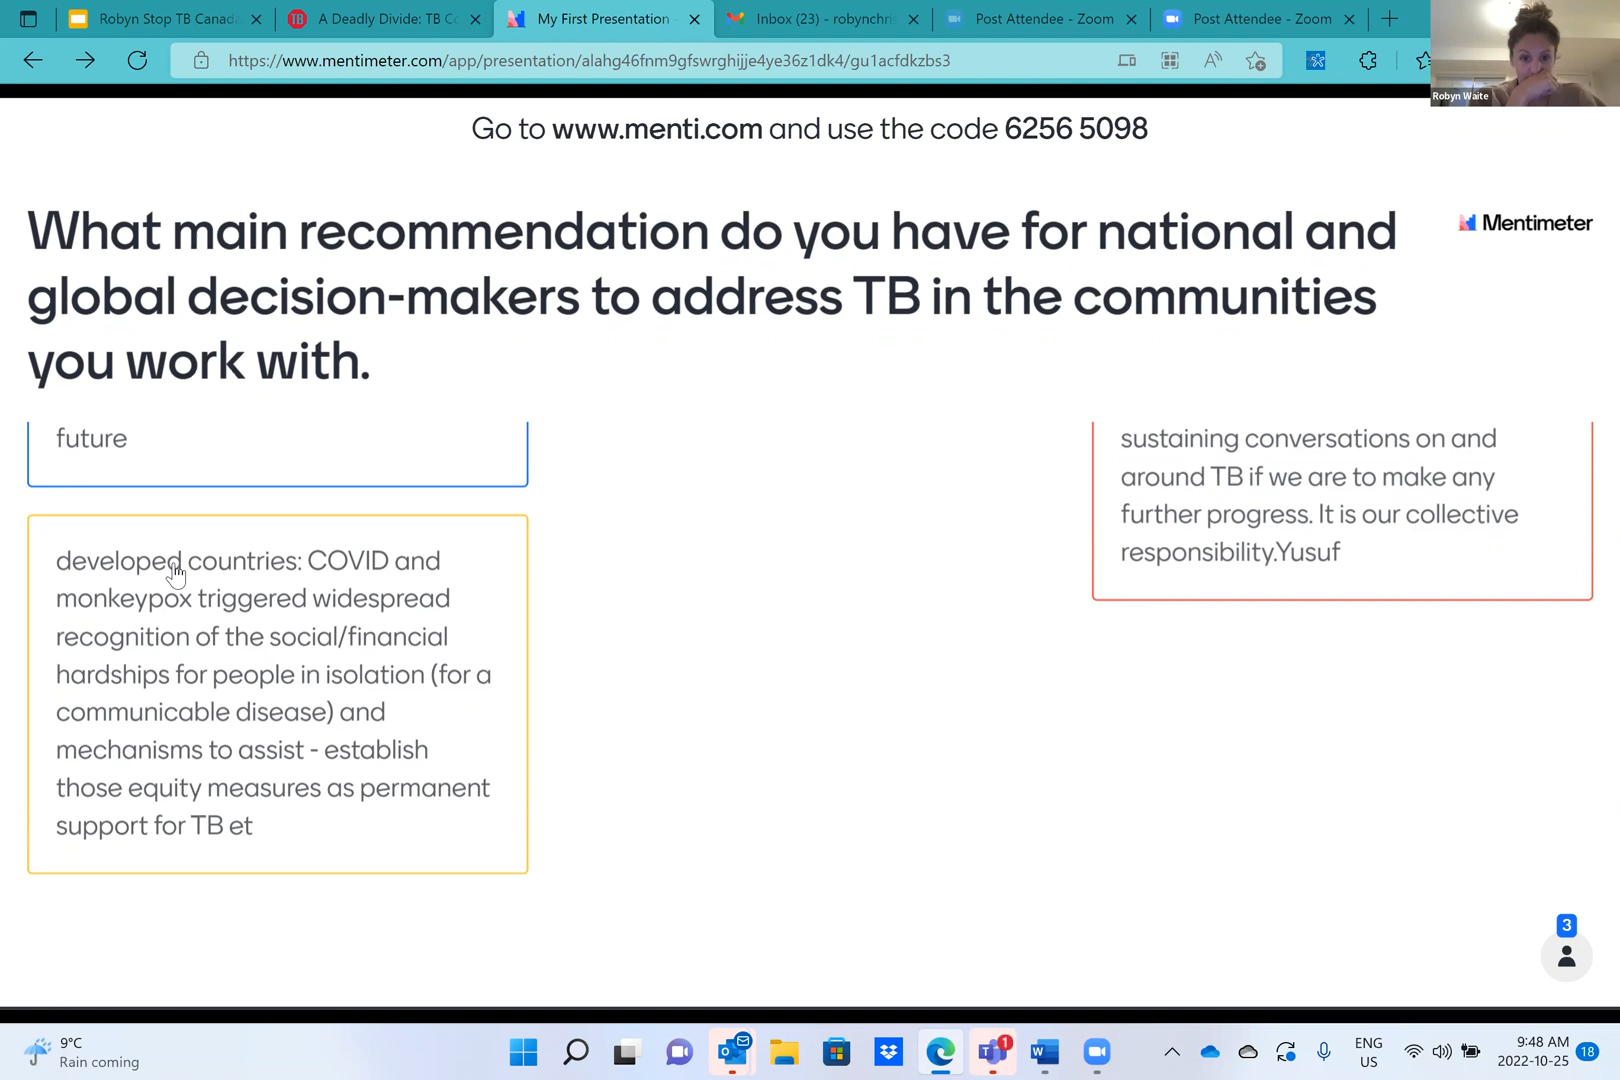 Robyn Stop TB Canada
A Deadly Divide: TB Co
My First Presentation -
Inbox (23) - robynchris
Post Attendee - Zoom
Post Attendee - Zoom
https://www.mentimeter.com/app/presentation/alahg46fnm9gfswrghijje4ye36z1dk4/gu1acfdkzbs3
Robyn Waite
Go to www.menti.com and use the code 6256 5098
What main recommendation do you have for national and
global decision-makers to address TB in the communities
you work with.
Mentimeter
future
developed countries: COVID and
monkeypox triggered widespread
recognition of the social/financial
hardships for people in isolation (for a
communicable disease) and
mechanisms to assist - establish
those equity measures as permanent
support for TB et
sustaining conversations on and
around TB if we are to make any
further progress. It is our collective
responsibility.Yusuf
3
9°C
Rain coming
1
ENG
US
9:48 AM
2022-10-25
18